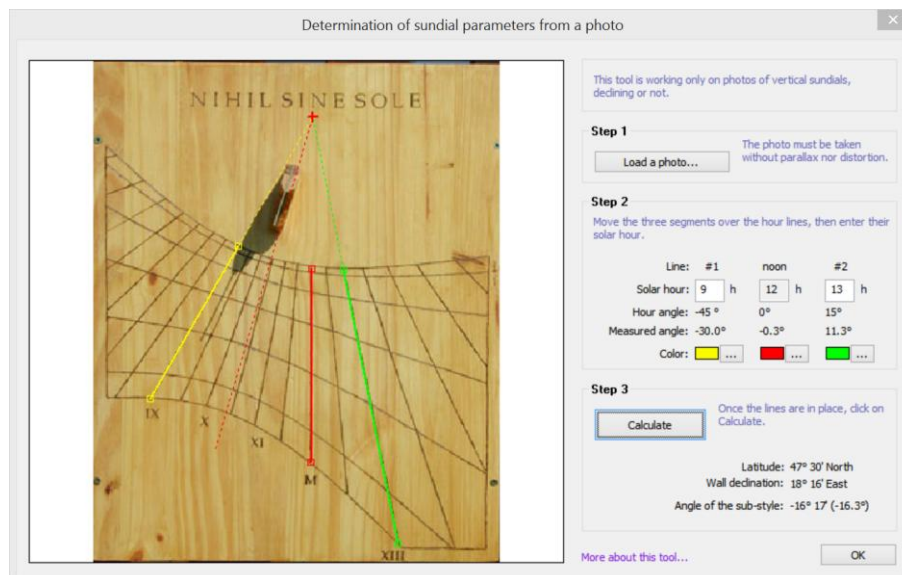 Determination of sundial parameters from a photo
NIHIL SINE SOLE
IX
X
XI
M
XIII
This tool is working only on photos of vertical sundials,
declining or not.
Step 1
Load a photo...
The photo must be taken
without parallax nor distortion.
Step 2
Move the three segments over the hour lines, then enter their
solar hour.
Line: #1 noon #2
Solar hour: 9 h 12 h 13 h
Hour angle: -45 ° 0° 15°
Measured angle: -30.0° -0.3° 11.3°
Color: ... ... ...
Step 3
Calculate
Once the lines are in place, click on
Calculate.
Latitude: 47° 30' North
Wall declination: 18° 16' East
Angle of the sub-style: -16° 17' (-16.3°)
More about this tool...
OK